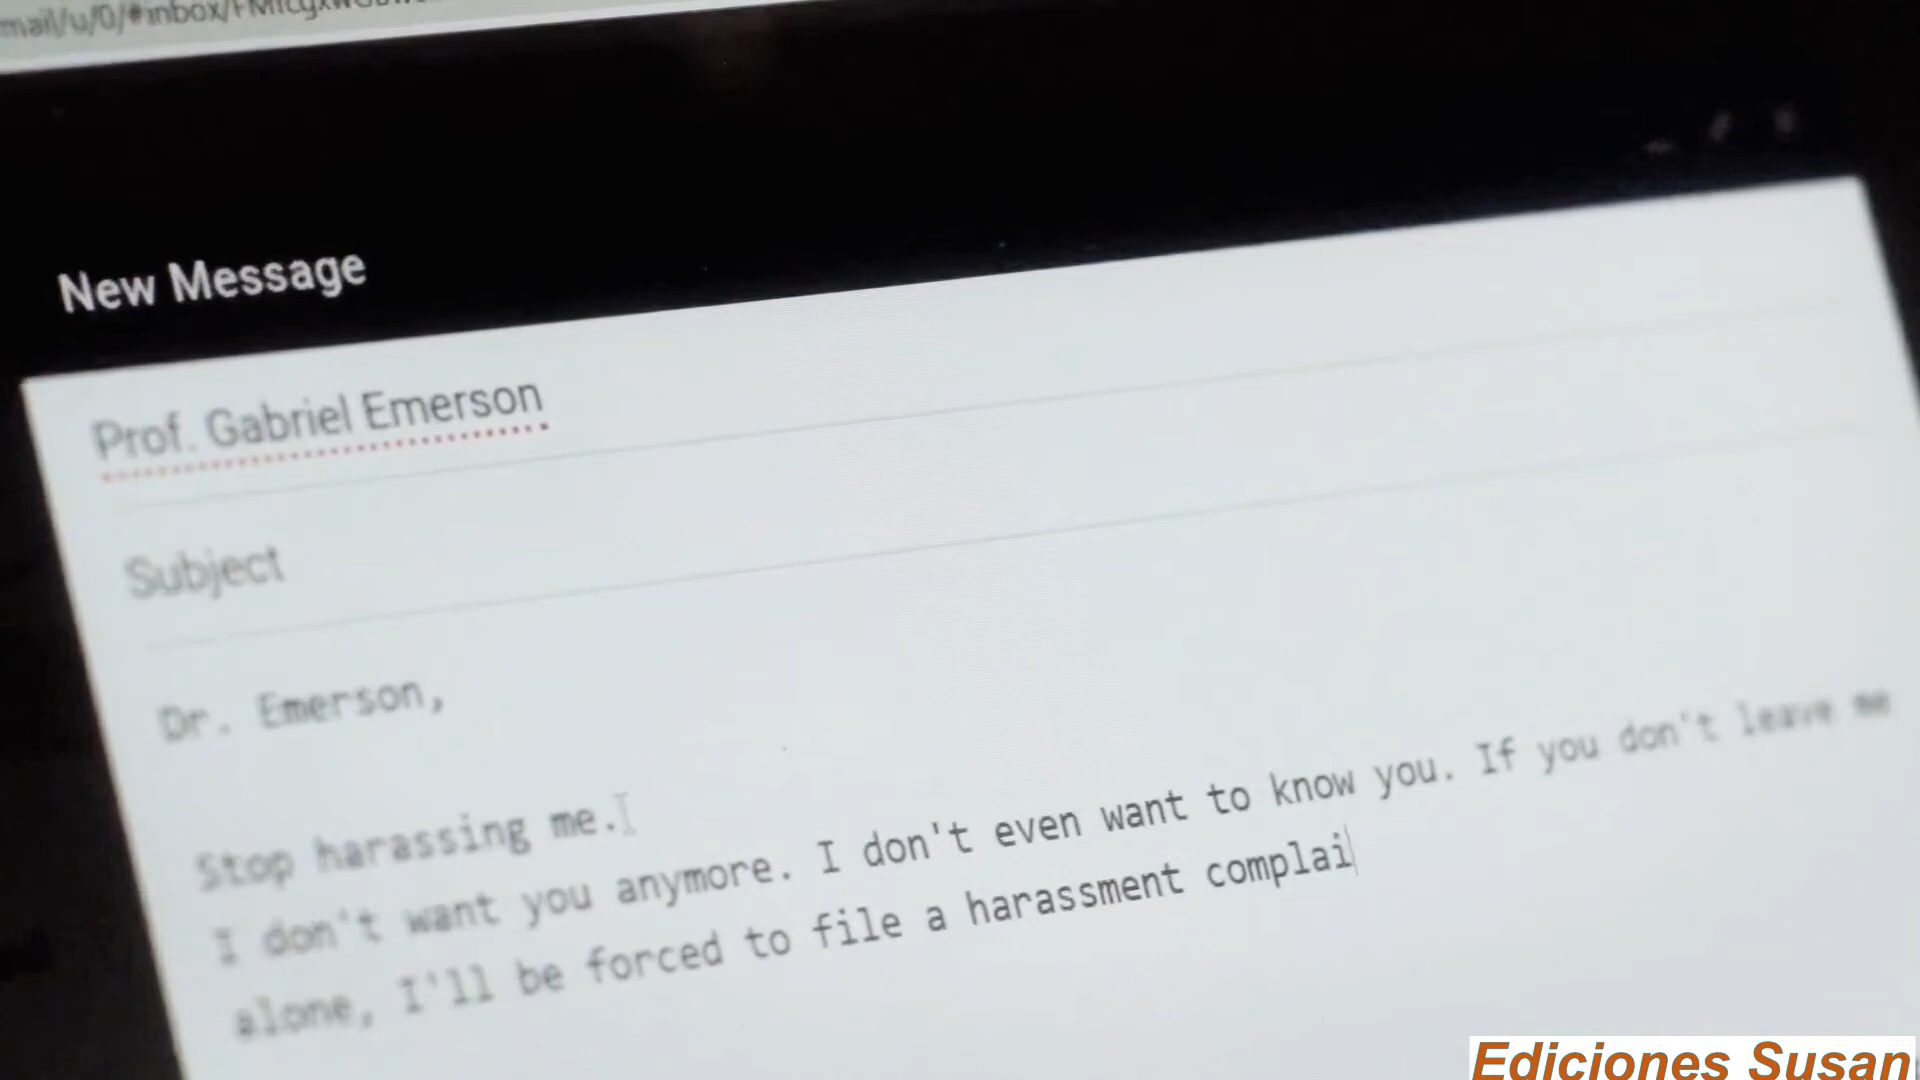 New Message
Prof. Gabriel Emerson
Subject
Dr. Emerson,
Stop harassing me.
I don't want you anymore. I don't even want to know you. If you don't leave me
alone, I'll be forced to file a harassment complai
Ediciones Susan